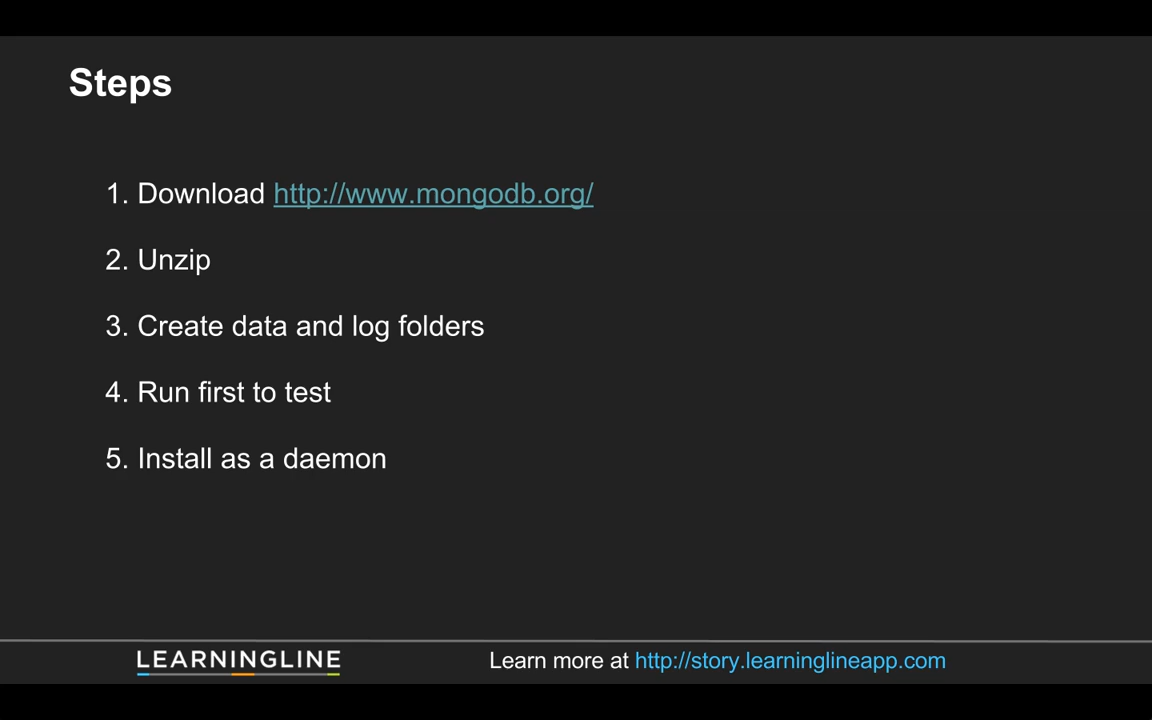 Steps
1. Download http://www.mongodb.org/
2. Unzip
3. Create data and log folders
4. Run first to test
5. Install as a daemon
LEARNINGLINE
Learn more at http://story.learninglineapp.com